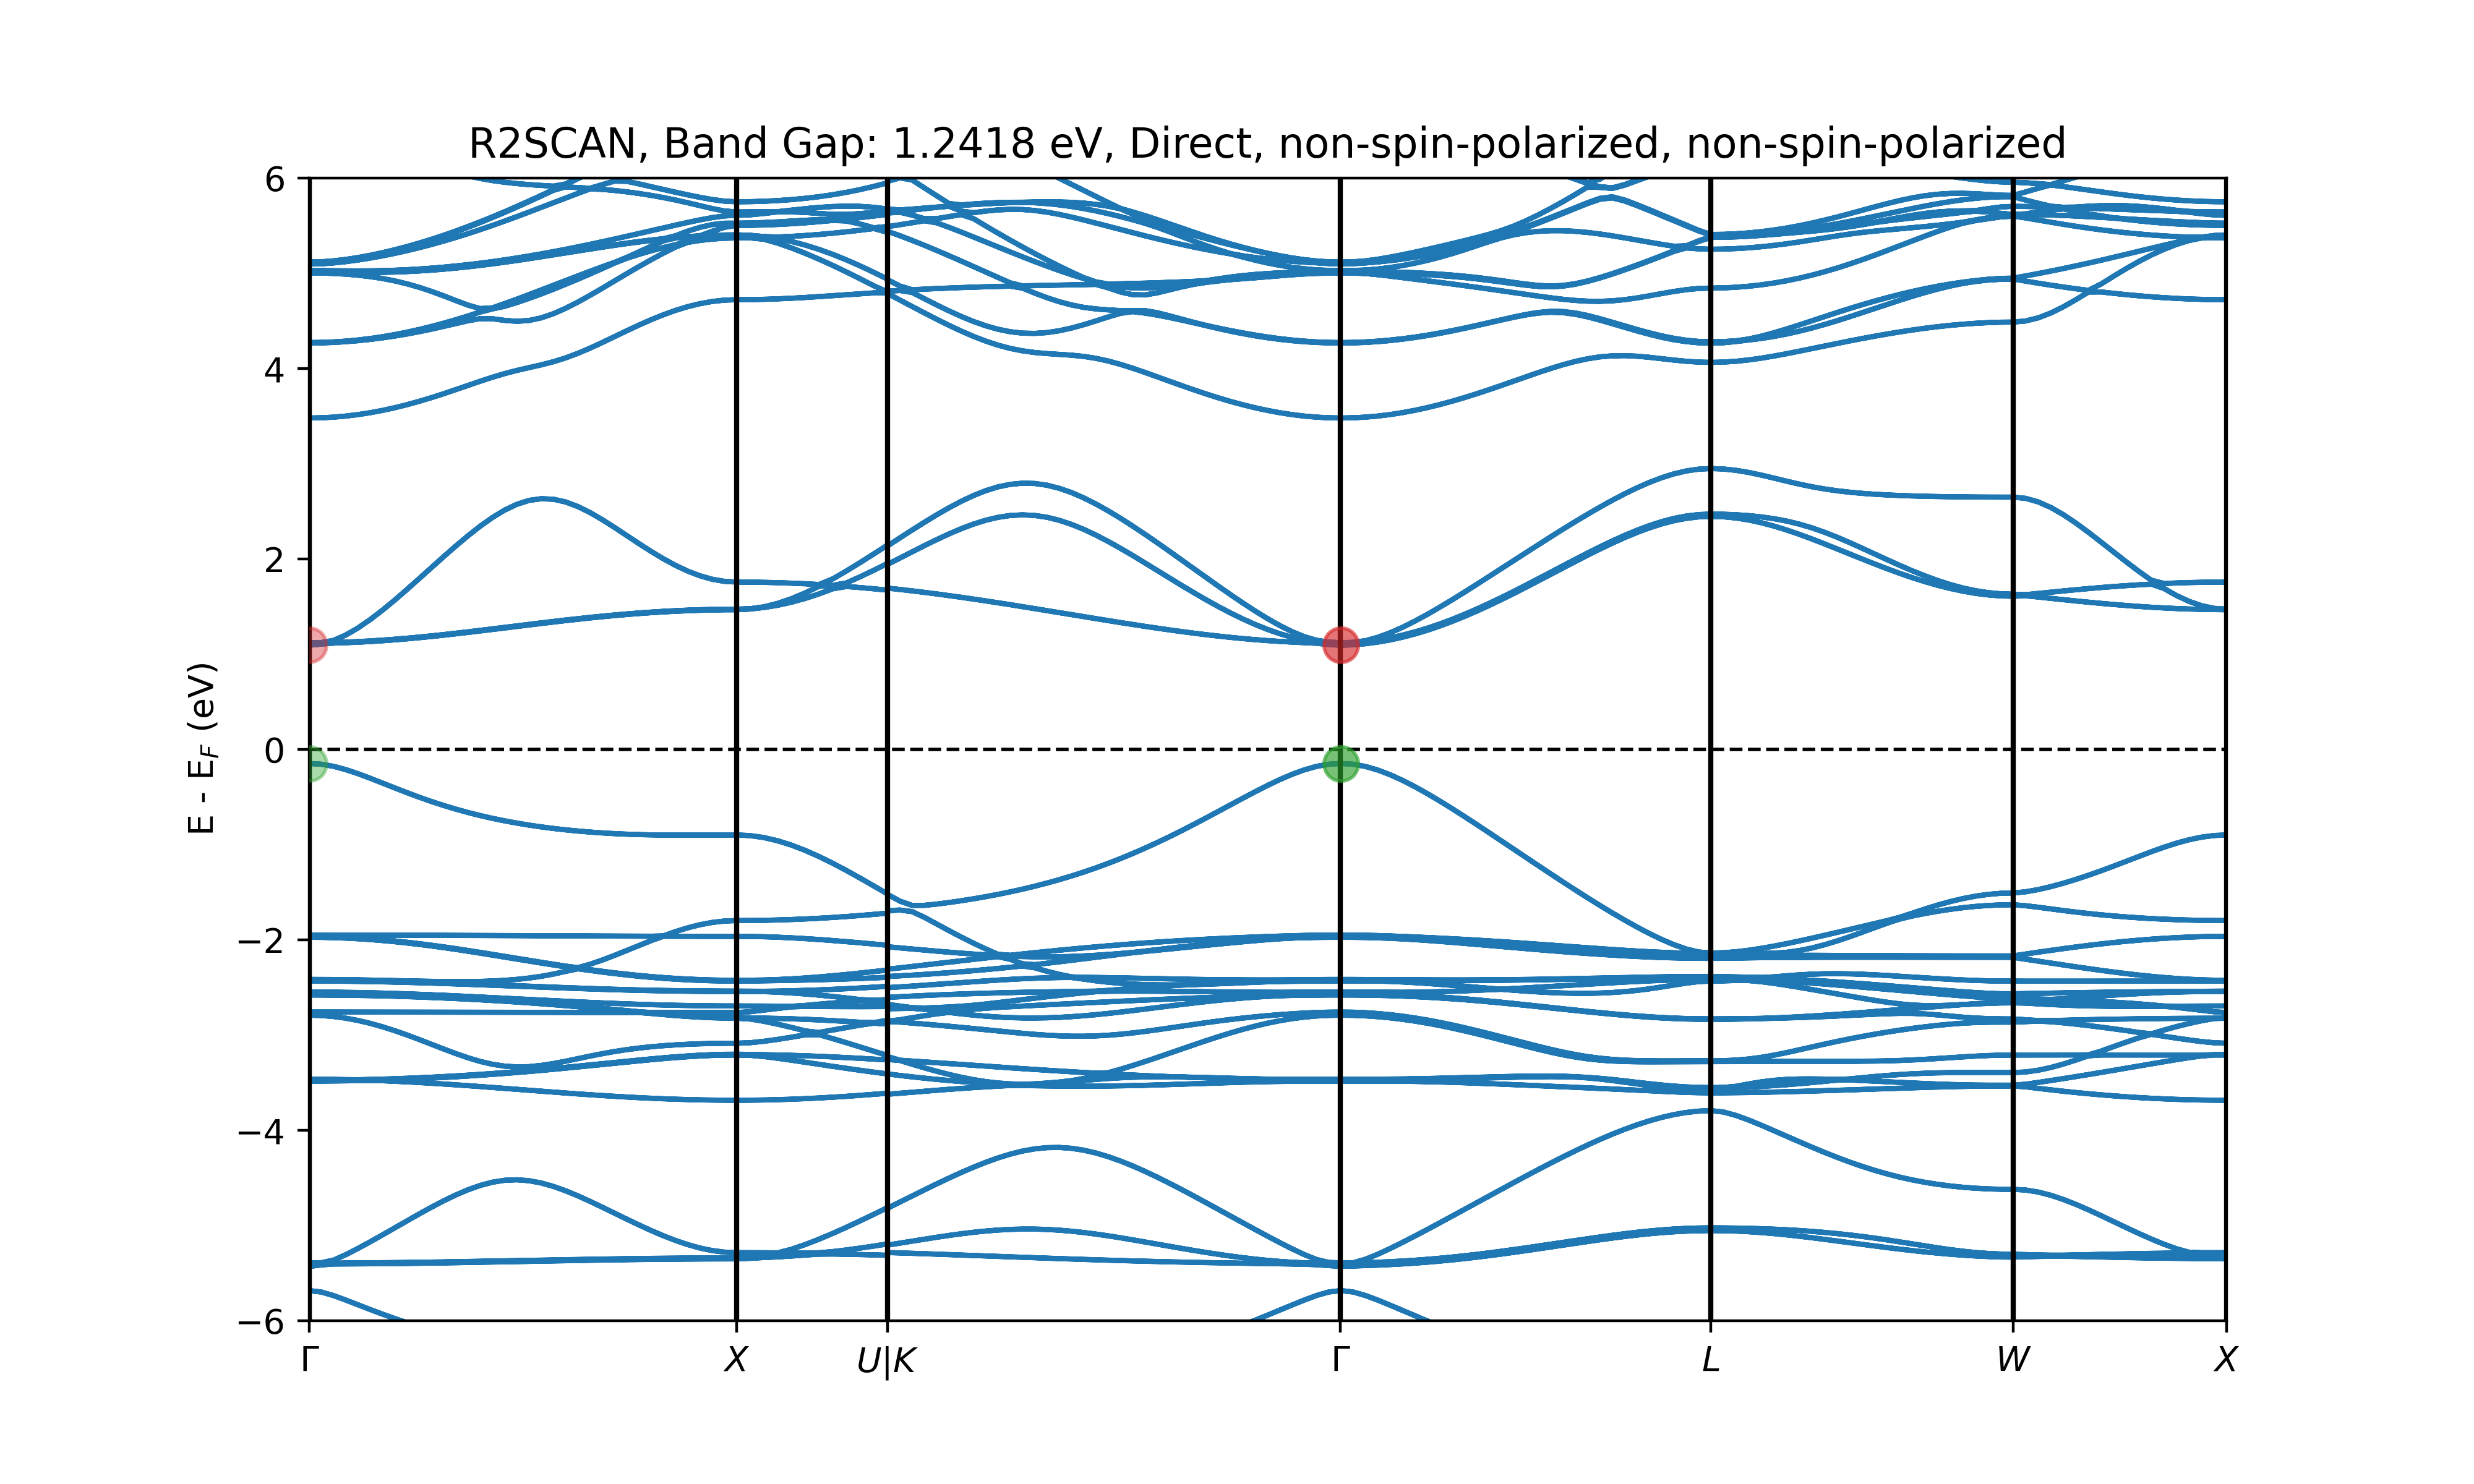 R2SCAN, Band Gap: 1.2418 eV, Direct, non-spin-polarized, non-spin-polarized
E - E_F (eV)
6
4
2
0
−2
−4
−6
Γ X U|K Γ L W X